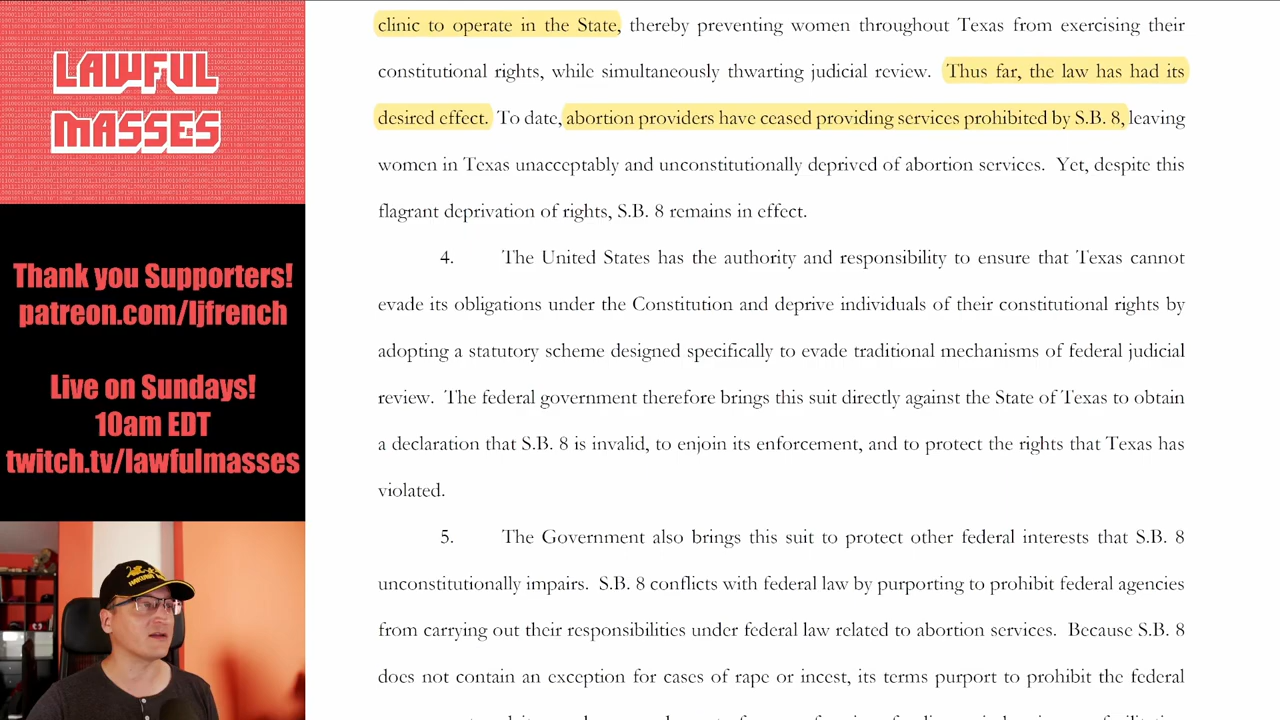 LAWFUL
MASSES
Thank you Supporters!
patreon.com/ljfrench
Live on Sundays!
10am EDT
twitch.tv/lawfulmasses
clinic to operate in the State, thereby preventing women throughout Texas from exercising their
constitutional rights, while simultaneously thwarting judicial review. Thus far, the law has had its
desired effect. To date, abortion providers have ceased providing services prohibited by S.B. 8, leaving
women in Texas unacceptably and unconstitutionally deprived of abortion services. Yet, despite this
flagrant deprivation of rights, S.B. 8 remains in effect.
4. The United States has the authority and responsibility to ensure that Texas cannot
evade its obligations under the Constitution and deprive individuals of their constitutional rights by
adopting a statutory scheme designed specifically to evade traditional mechanisms of federal judicial
review. The federal government therefore brings this suit directly against the State of Texas to obtain
a declaration that S.B. 8 is invalid, to enjoin its enforcement, and to protect the rights that Texas has
violated.
5. The Government also brings this suit to protect other federal interests that S.B. 8
unconstitutionally impairs. S.B. 8 conflicts with federal law by purporting to prohibit federal agencies
from carrying out their responsibilities under federal law related to abortion services. Because S.B. 8
does not contain an exception for cases of rape or incest, its terms purport to prohibit the federal